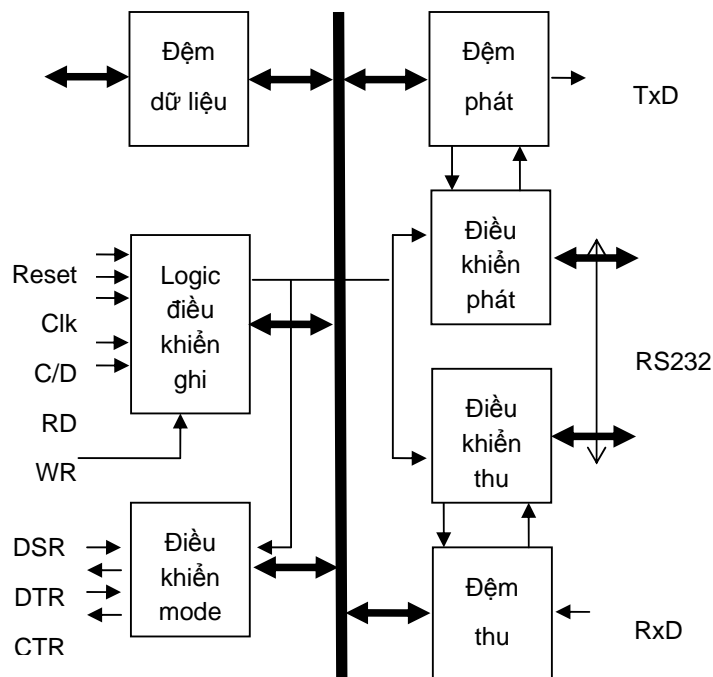 Đệm
dữ liệu
Đệm
phát
TxD
Reset
Clk
C/D
RD
WR
Logic
điều
khiển
ghi
Điều
khiển
phát
RS232
Điều
khiển
thu
DSR
DTR
CTR
Điều
khiển
mode
Đệm
thu
RxD